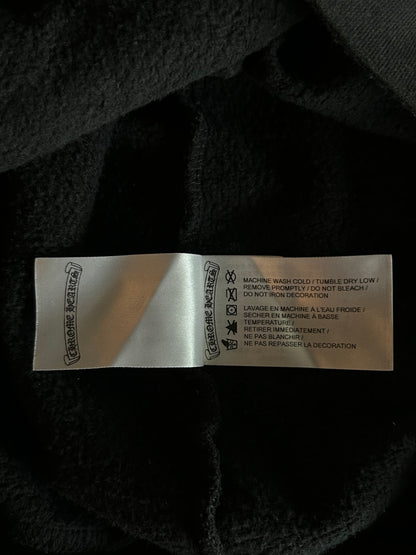 CHROME HEARTS
CHROME HEARTS
MACHINE WASH COLD / TUMBLE DRY LOW /
REMOVE PROMPTLY / DO NOT BLEACH /
DO NOT IRON DECORATION
LAVAGE EN MACHINE À L'EAU FROIDE /
SECHER EN MACHINE À BASSE
TEMPERATURE /
RETIRER IMMEDIATEMENT /
NE PAS BLANCHIR /
NE PAS REPASSER LA DECORATION